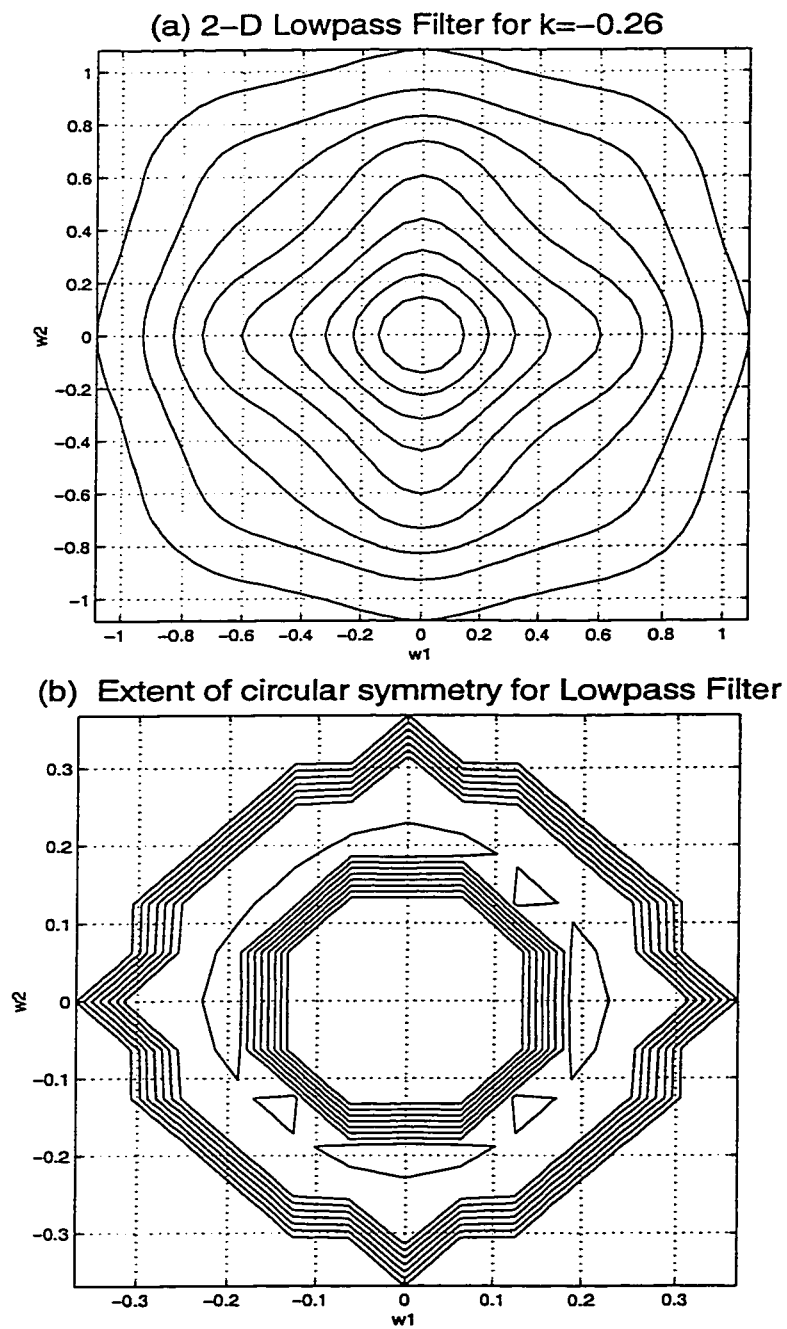 (a) 2-D Lowpass Filter for k=-0.26
1
0.8
0.6
0.4
0.2
0
-0.2
-0.4
-0.6
-0.8
-1
w2
-1 -0.8 -0.6 -0.4 -0.2 0 0.2 0.4 0.6 0.8 1
w1
(b) Extent of circular symmetry for Lowpass Filter
0.3
0.2
0.1
0
-0.1
-0.2
-0.3
w2
-0.3 -0.2 -0.1 0 0.1 0.2 0.3
w1